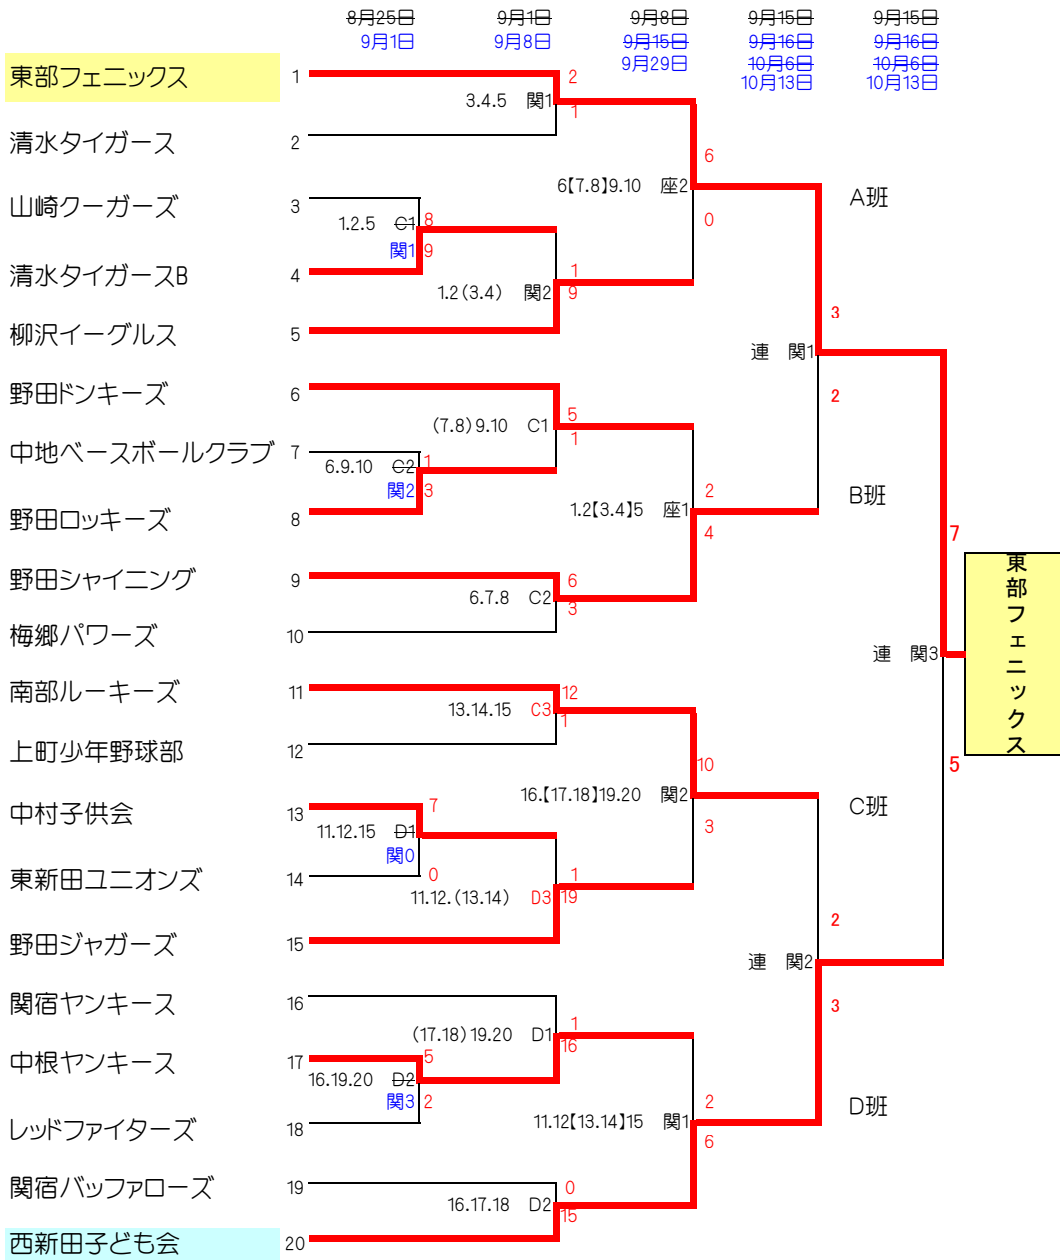 8月25日 9月1日 9月8日 9月15日 9月15日
9月1日 9月8日 9月15日 9月16日 9月16日
9月29日 10月6日 10月6日
10月13日 10月13日
東部フェニックス 1 2
3.4.5 関1 1
清水タイガース 2
6
6【7.8】9.10 座2 A班
山崎クーガーズ 3
1.2.5 C1 8 0
関1 9
清水タイガースB 4 1
1.2(3.4) 関2 9
3
柳沢イーグルス 5
連 関1
野田ドンキーズ 6 2
5
(7.8)9.10 C1 1
中地ベースボールクラブ 7
6.9.10 C2 1
関2 3 2 B班
1.2【3.4】5 座1
野田ロッキーズ 8 4 7
東部フェニックス
野田シャイニング 9 6
6.7.8 C2 3
梅郷パワーズ 10
連 関3
南部ルーキーズ 11 12
13.14.15 C3 1
上町少年野球部 12
10 5
16.【17.18】19.20 関2
中村子供会 13 7 C班
11.12.15 D1 3
関0
東新田ユニオンズ 14 0 1
11.12.(13.14) D3 19
2
野田ジャガーズ 15
連 関2
関宿ヤンキース 16 3
1
(17.18)19.20 D1 16
中根ヤンキース 17 5
16.19.20 D2
関3 2 2 D班
11.12【13.14】15 関1
レッドファイターズ 18 6
関宿バッファローズ 19 0
16.17.18 D2 15
西新田子ども会 20